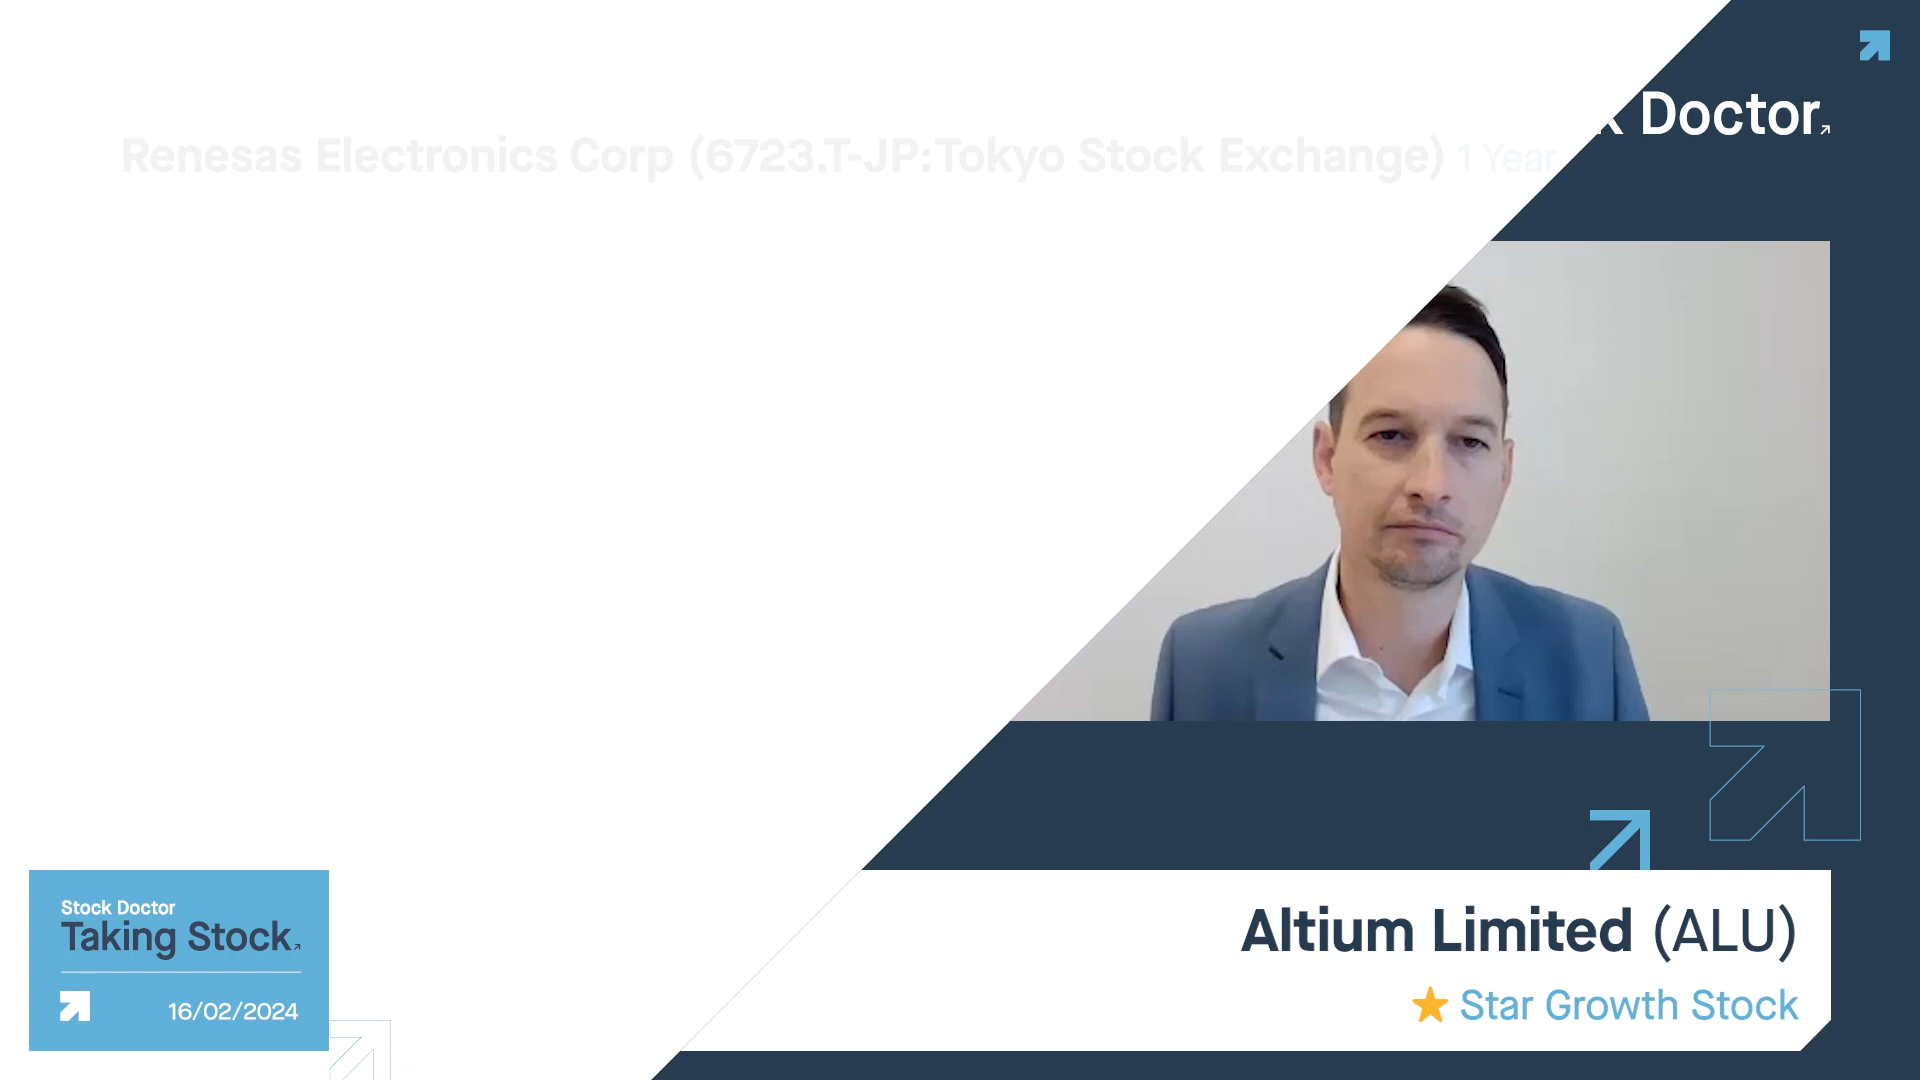 Doctor
Renesas Electronics Corp (6723.T-JP:Tokyo Stock Exchange) 1 Year
Stock Doctor
Taking Stock
16/02/2024
Altium Limited (ALU)
Star Growth Stock